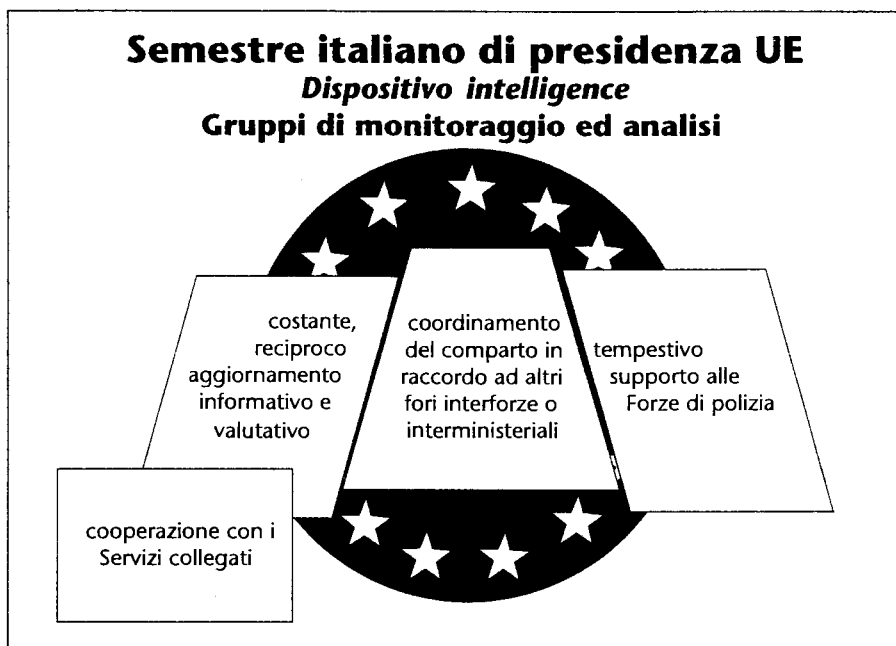 Semestre italiano di presidenza UE
Dispositivo intelligence
Gruppi di monitoraggio ed analisi
costante,
reciproco
aggiornamento
informativo e
valutativo
coordinamento
del comparto in
raccordo ad altri
fori interforze o
interministeriali
tempestivo
supporto alle
Forze di polizia
cooperazione con i
Servizi collegati